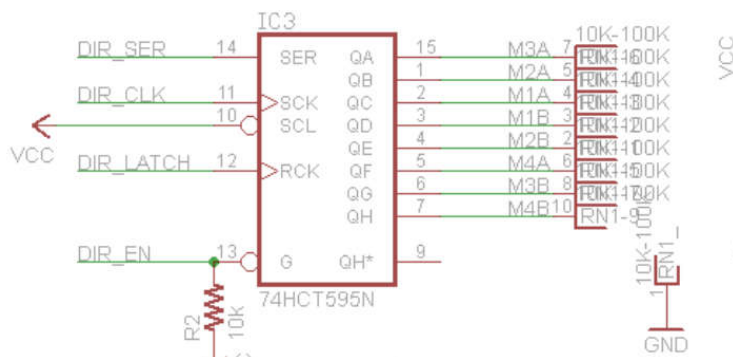 IC3
DIR_SER 14 SER QA 15 M3A 7
QB 1 M2A 5
DIR_CLK 11 SCK QC 2 M1A 4
10 SCL QD 3 M1B 3
VCC
QE 4 M2B 2
DIR_LATCH 12 RCK QF 5 M4A 6
QG 6 M3B 8
QH 7 M4B 10 RN1-9
DIR_EN 13 G QH* 9
74HCT595N
R2
10k
10K-100K
VCC
10K-100K
RN1_
1
GND